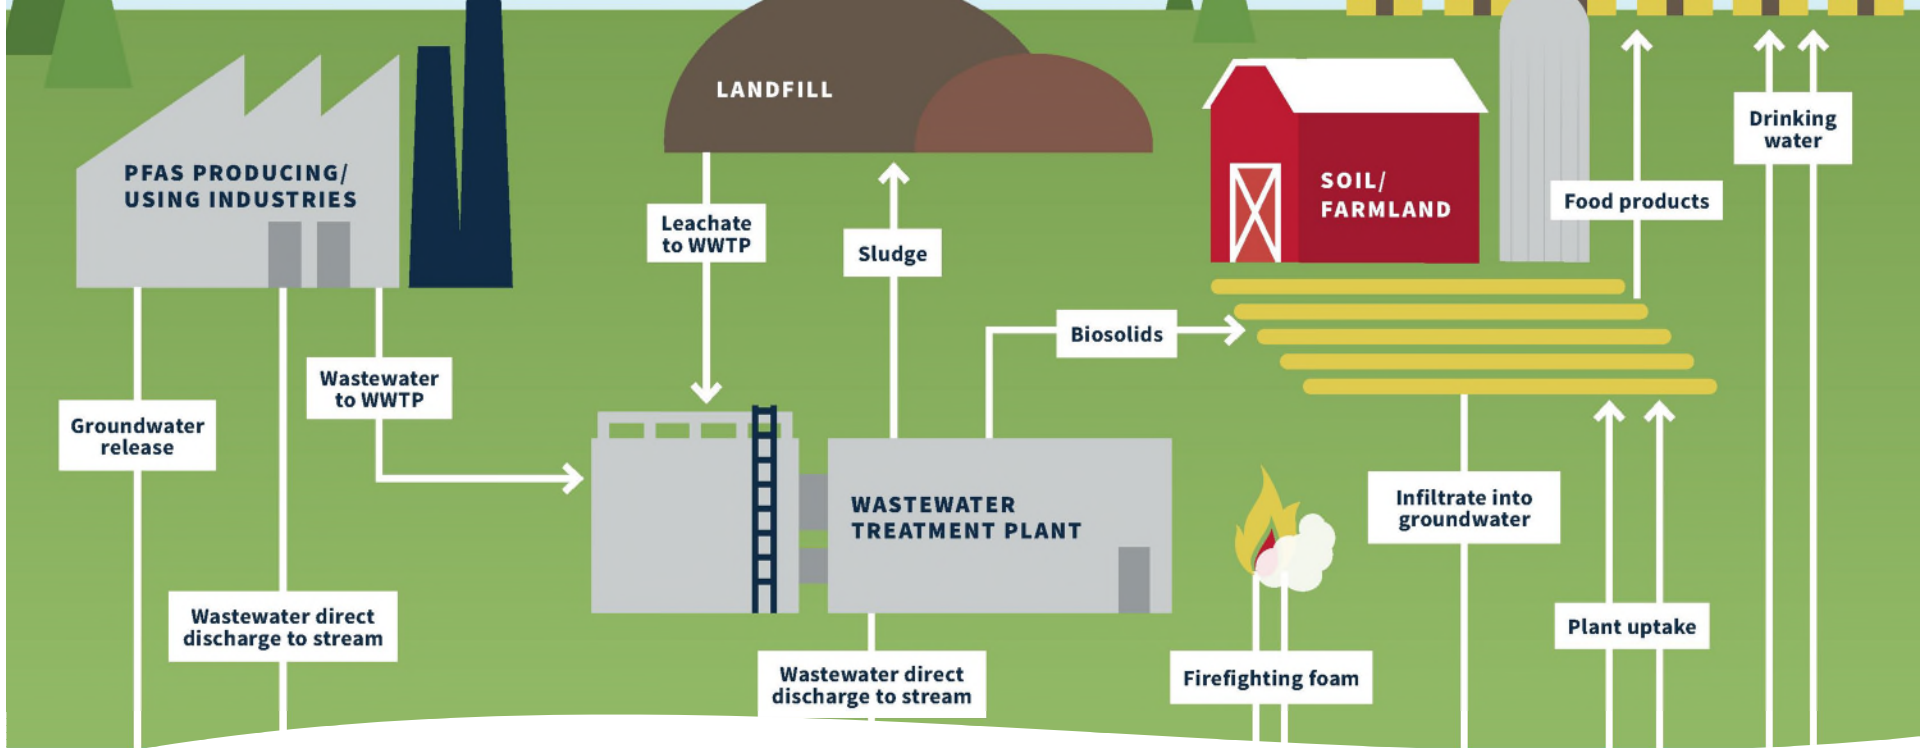 LANDFILL
PFAS PRODUCING/
USING INDUSTRIES
SOIL/
FARMLAND
Drinking
water
Food products
Leachate
to WWTP
Sludge
Biosolids
Wastewater
to WWTP
Groundwater
release
WASTEWATER
TREATMENT PLANT
Infiltrate into
groundwater
Wastewater direct
discharge to stream
Plant uptake
Wastewater direct
discharge to stream
Firefighting foam